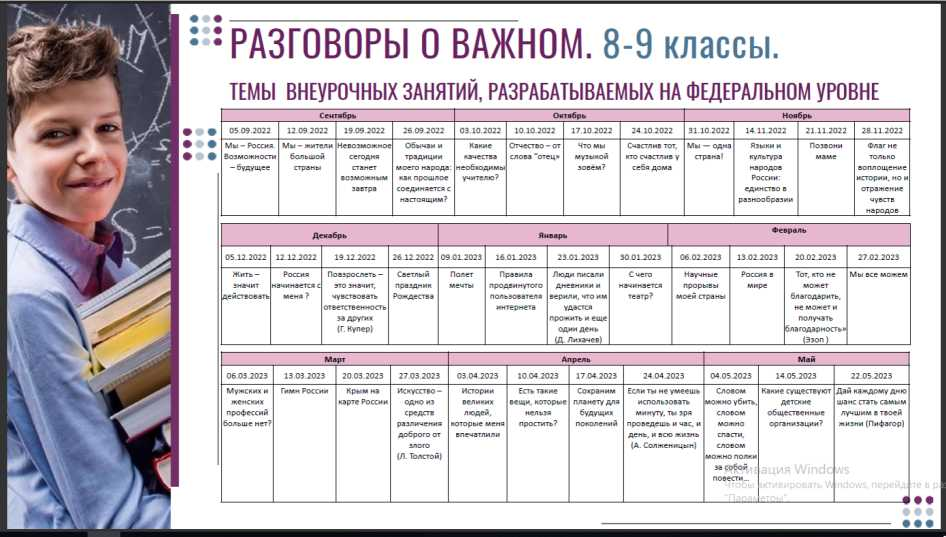 РАЗГОВОРЫ О ВАЖНОМ. 8-9 классы.
ТЕМЫ ВНЕУРОЧНЫХ ЗАНЯТИЙ, РАЗРАБАТЫВАЕМЫХ НА ФЕДЕРАЛЬНОМ УРОВНЕ
Сентябрь Октябрь Ноябрь
05.09.2022 12.09.2022 19.09.2022 26.09.2022 03.10.2022 10.10.2022 17.10.2022 24.10.2022 31.10.2022 14.11.2022 21.11.2022 28.11.2022
Мы – Россия. Мы – жители Невозможное Обычаи и Какие Отчество – от Что мы Счастлив тот, Мы — одна Языки и Позвони Флаг не
Возможности большой сегодня традиции качества слова "отец» музыкой кто счастлив у страна! культура маме только
– будущее страны станет моего народа: необходимы зовём? себя дома народов воплощение
возможным как прошлое учителю? России: истории, но и
завтра соединяется с единство в отражение
настоящим? разнообразии чувств
народов
Декабрь Январь Февраль
05.12.2022 12.12.2022 19.12.2022 26.12.2022 09.01.2023 16.01.2023 23.01.2023 30.01.2023 06.02.2023 13.02.2023 20.02.2023 27.02.2023
Жить – Россия Повзрослеть – Светлый Полет Правила Люди писали С чего Научные Россия в Тот, кто не Мы все можем
значит начинается с это значит, праздник мечты продвинутого дневники и начинается прорывы мире может
действовать меня ? чувствовать Рождества пользователя верили, что им театр? моей страны благодарить,
ответственность интернета удастся не может и
за других прожить и еще получать
(Г. Купер) один день благодарность»
(Д. Лихачев) (Эзоп )
Март Апрель Май
06.03.2023 13.03.2023 20.03.2023 27.03.2023 03.04.2023 10.04.2023 17.04.2023 24.04.2023 04.05.2023 14.05.2023 22.05.2023
Мужских и Гимн России Крым на Искусство – Истории Есть такие Сохраним Если ты не умеешь Словом Какие существуют Дай каждому дню
женских карте России одно из великих вещи, которые планету для использовать можно убить, детские шанс стать самым
профессий средств людей, нельзя будущих минуту, ты зря словом общественные лучшим в твоей
больше нет? различения которые меня простить? поколений проведешь и час, и можно организации? жизни (Пифагор)
доброго от впечатлили день, и всю жизнь спасти,
злого (А. Солженицын) словом
(Л. Толстой) можно полки
за собой
повести...
Активация Windows
Чтобы активировать Windows, перейдите в ра
"Параметры".